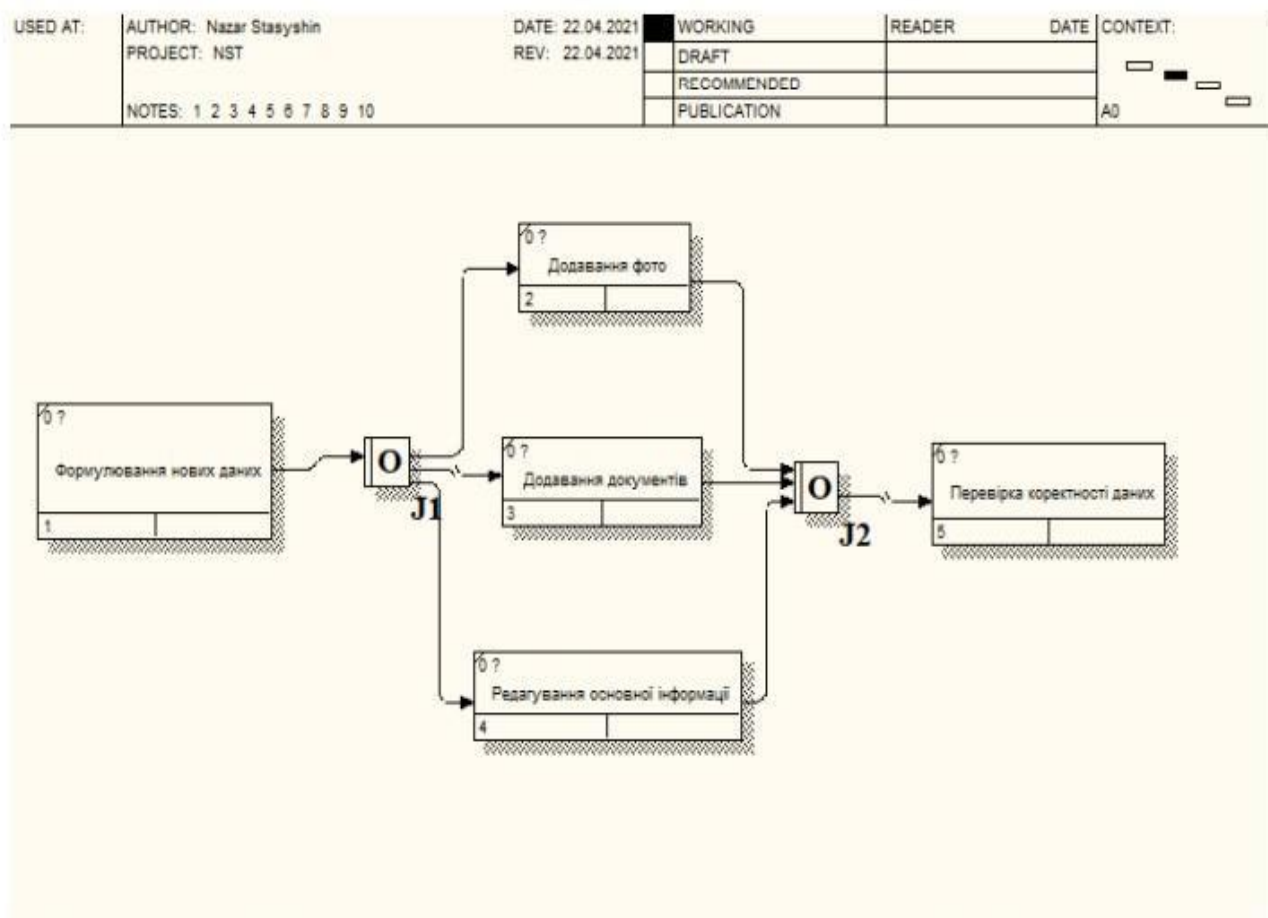 USED AT:
AUTHOR: Nazar Stasyshin
DATE: 22.04.2021
WORKING
READER
DATE
CONTEXT:
PROJECT: NST
REV: 22.04.2021
DRAFT
RECOMMENDED
NOTES: 1 2 3 4 5 6 7 8 9 10
PUBLICATION
A0
0 ?
Додавання фото
2
0 ?
Формулювання нових даних
1
O
J1
0 ?
Додавання документів
3
O
J2
0 ?
Перевірка коректності даних
5
0 ?
Редагування основної інформації
4